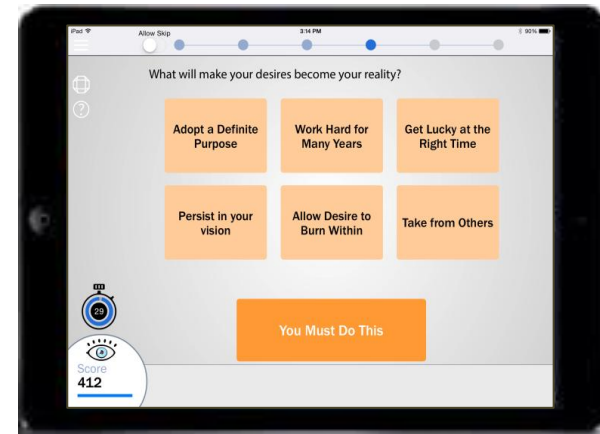 iPad
Allow Skip
3:14 PM
90%
What will make your desires become your reality?
Adopt a Definite
Purpose
Work Hard for
Many Years
Get Lucky at the
Right Time
Persist in your
vision
Allow Desire to
Burn Within
Take from Others
29
You Must Do This
Score
412